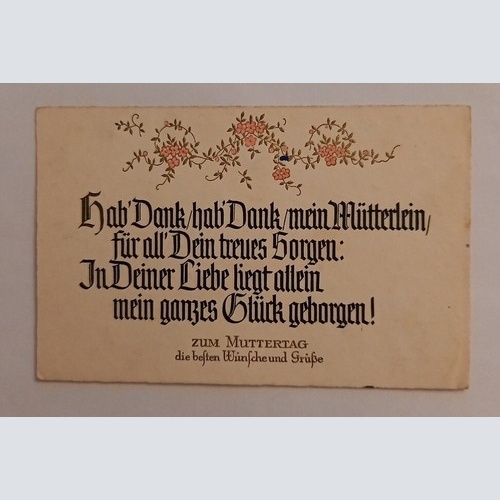 Hab' Dank, hab' Dank, mein Mütterlein,
für all' Dein treues Sorgen:
In Deiner Liebe liegt allein
mein ganzes Glück geborgen!
ZUM MUTTERTAG
die besten Wünsche und Grüße